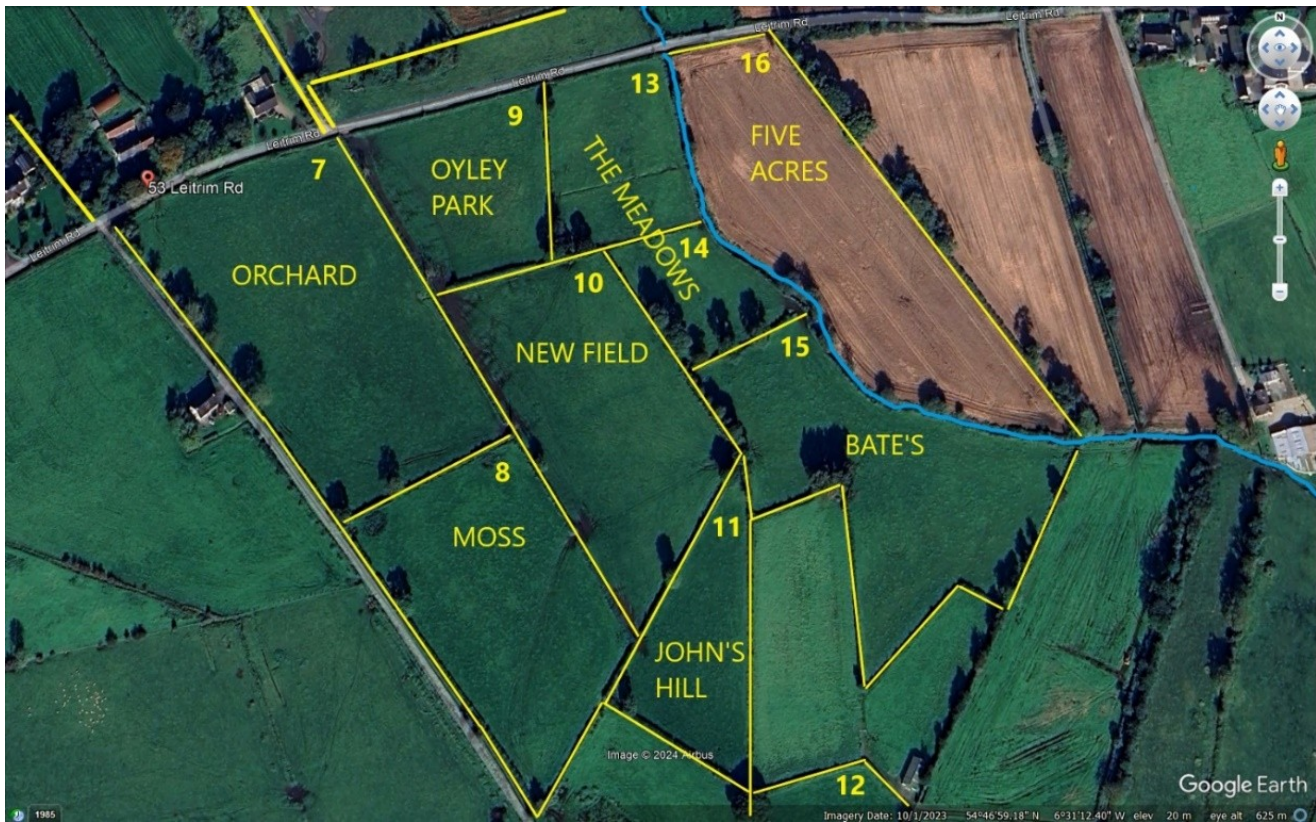 Leitrim Rd
Leitrim Rd
16
13
Leitrim Rd
9
FIVE
ACRES
7
Leitrim Rd
OYLEY
PARK
THE MEADOWS
53 Leitrim Rd
Leitrim Rd
14
ORCHARD
10
NEW FIELD
15
BATE'S
8
11
MOSS
JOHN'S
HILL
12
Image © 2024 Airbus
Google Earth
1985
Imagery Date: 10/1/2023 54°46'59.18" N 6°31'12.40" W elev 20 m eye alt 625 m
N